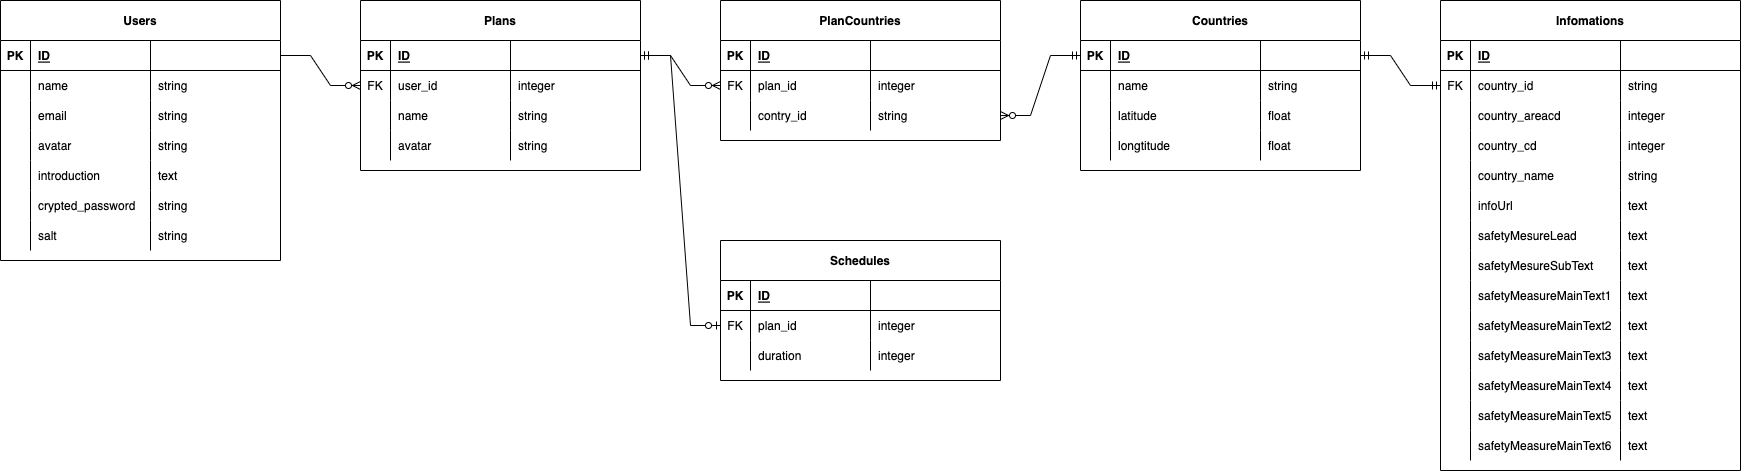 Users
PK ID
name string
email string
avatar string
introduction text
crypted_password string
salt string
Plans
PK ID
FK user_id integer
name string
avatar string
PlanCountries
PK ID
FK plan_id integer
contry_id string
Schedules
PK ID
FK plan_id integer
duration integer
Countries
PK ID
name string
latitude float
longtitude float
Infomations
PK ID
FK country_id string
country_areacd integer
country_cd integer
country_name string
infoUrl text
safetyMesureLead text
safetyMesureSubText text
safetyMeasureMainText1 text
safetyMeasureMainText2 text
safetyMeasureMainText3 text
safetyMeasureMainText4 text
safetyMeasureMainText5 text
safetyMeasureMainText6 text